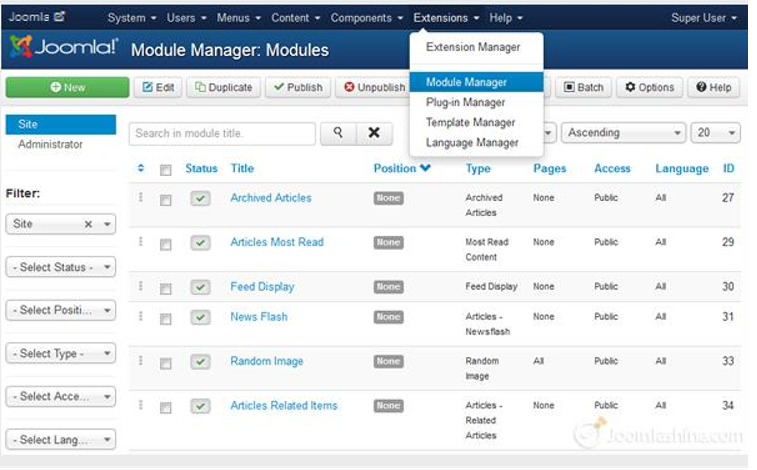 Joomla
System Users Menus Content Components Extensions Help Super User
Joomla!® Module Manager: Modules
Extension Manager
Module Manager
Plug-in Manager
Template Manager
Language Manager
New Edit Duplicate Publish Unpublish Batch Options Help
Site
Administrator
Search in module title. Ascending 20
Status Title Position Type Pages Access Language ID
Filter:
Site
- Select Status -
- Select Positi...
- Select Type -
- Select Acce...
- Select Lang...
Archived Articles None Archived Articles None Public All 27
Articles Most Read None Most Read Content None Public All 29
Feed Display None Feed Display None Public All 30
News Flash None Articles - Newsflash None Public All 31
Random Image None Random Image All Public All 33
Articles Related Items None Articles - Related Articles None Public All 34
Joomlashine.com